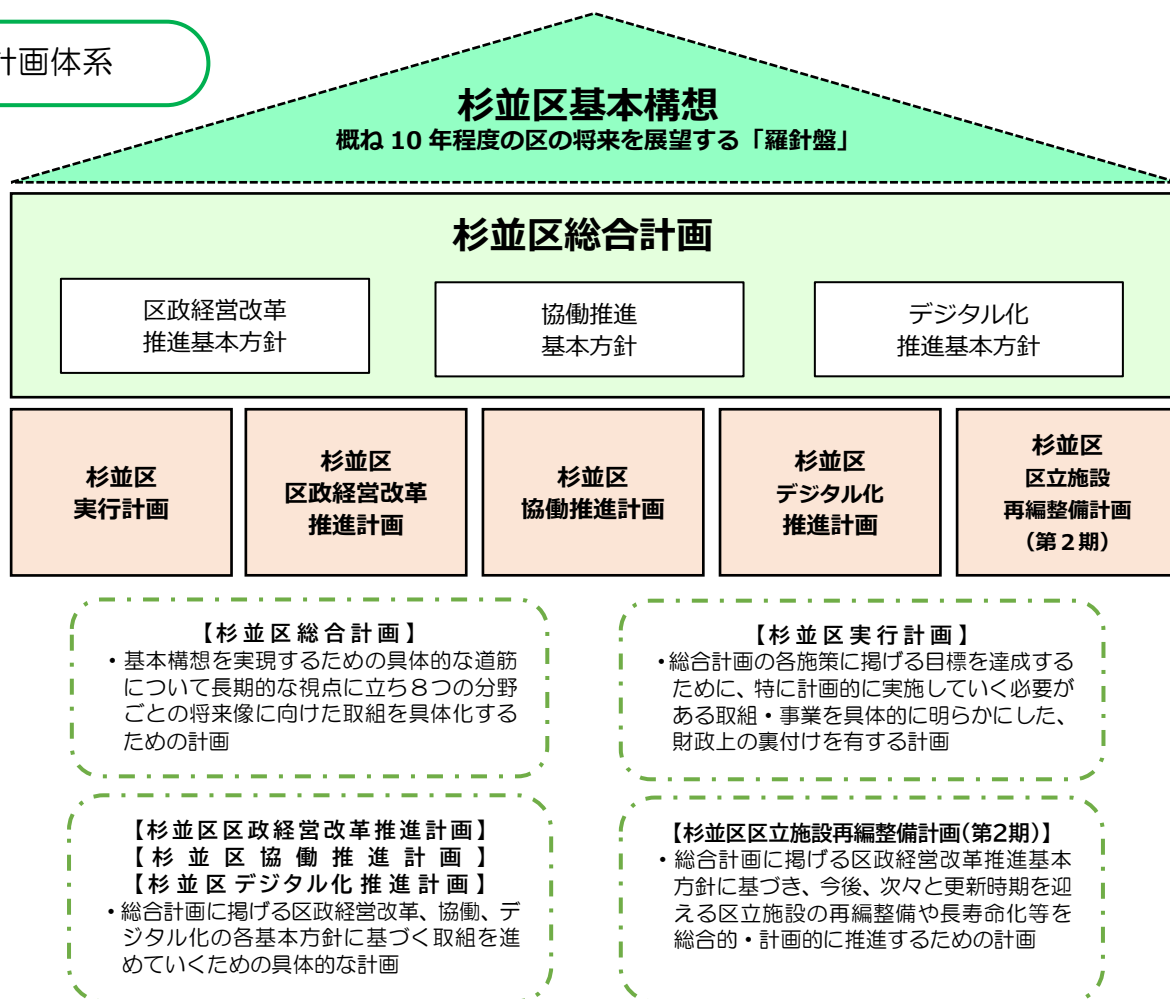 計画体系
杉並区基本構想
概ね 10 年程度の区の将来を展望する「羅針盤」
杉並区総合計画
区政経営改革
推進基本方針
協働推進
基本方針
デジタル化
推進基本方針
杉並区
実行計画
杉並区
区政経営改革
推進計画
杉並区
協働推進計画
杉並区
デジタル化
推進計画
杉並区
区立施設
再編整備計画
（第２期）
【杉並区総合計画】
・基本構想を実現するための具体的な道筋
について長期的な視点に立ち８つの分野
ごとの将来像に向けた取組を具体化する
ための計画
【杉並区実行計画】
・総合計画の各施策に掲げる目標を達成する
ために、特に計画的に実施していく必要が
ある取組・事業を具体的に明らかにした、
財政上の裏付けを有する計画
【杉並区区政経営改革推進計画】
【杉並区協働推進計画】
【杉並区デジタル化推進計画】
・総合計画に掲げる区政経営改革、協働、デ
ジタル化の各基本方針に基づく取組を進
めていくための具体的な計画
【杉並区区立施設再編整備計画(第2期)】
・総合計画に掲げる区政経営改革推進基本
方針に基づき、今後、次々と更新時期を迎
える区立施設の再編整備や長寿命化等を
総合的・計画的に推進するための計画